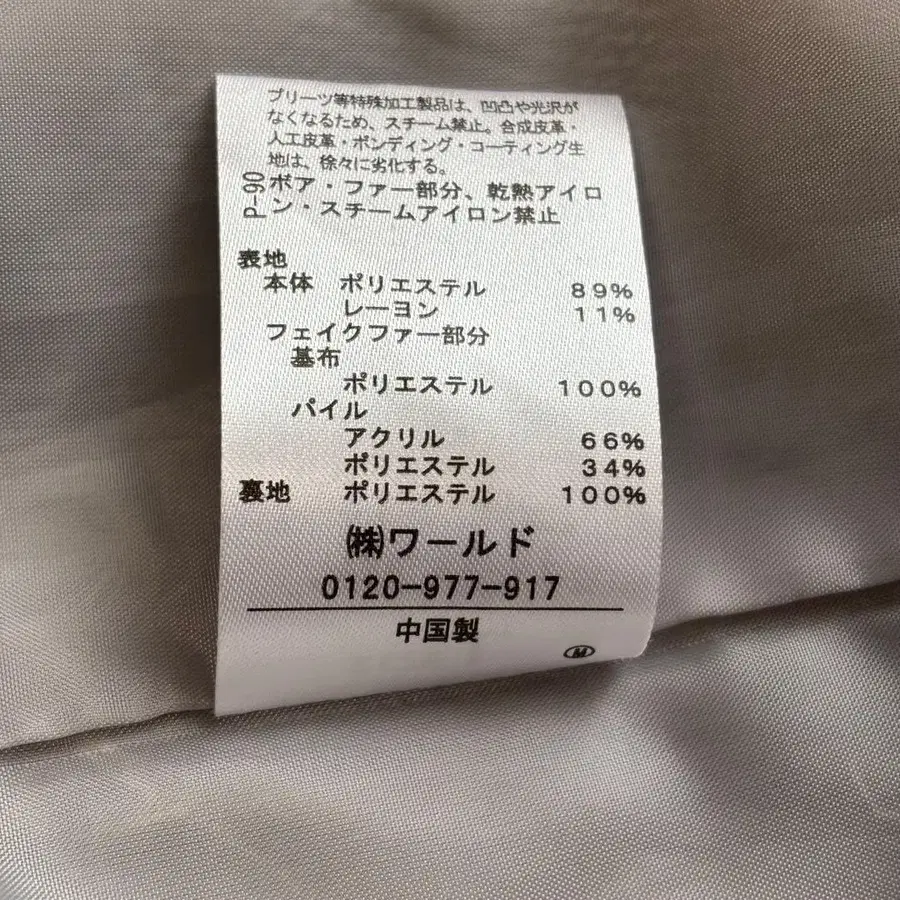 プリーツ等特殊加工製品は、凹凸や光沢が
なくなるため、スチーム禁止。合成皮革・
人工皮革・ボンディング・コーティング生
地は、徐々に劣化する。
P-90
ボア・ファー部分、乾熱アイロ
ン・スチームアイロン禁止
表地
本体 ポリエステル 89%
レーヨン 11%
フェイクファー部分
基布
ポリエステル 100%
パイル
アクリル 66%
ポリエステル 34%
裏地 ポリエステル 100%
㈱ワールド
0120-977-917
中国製
Ⓜ